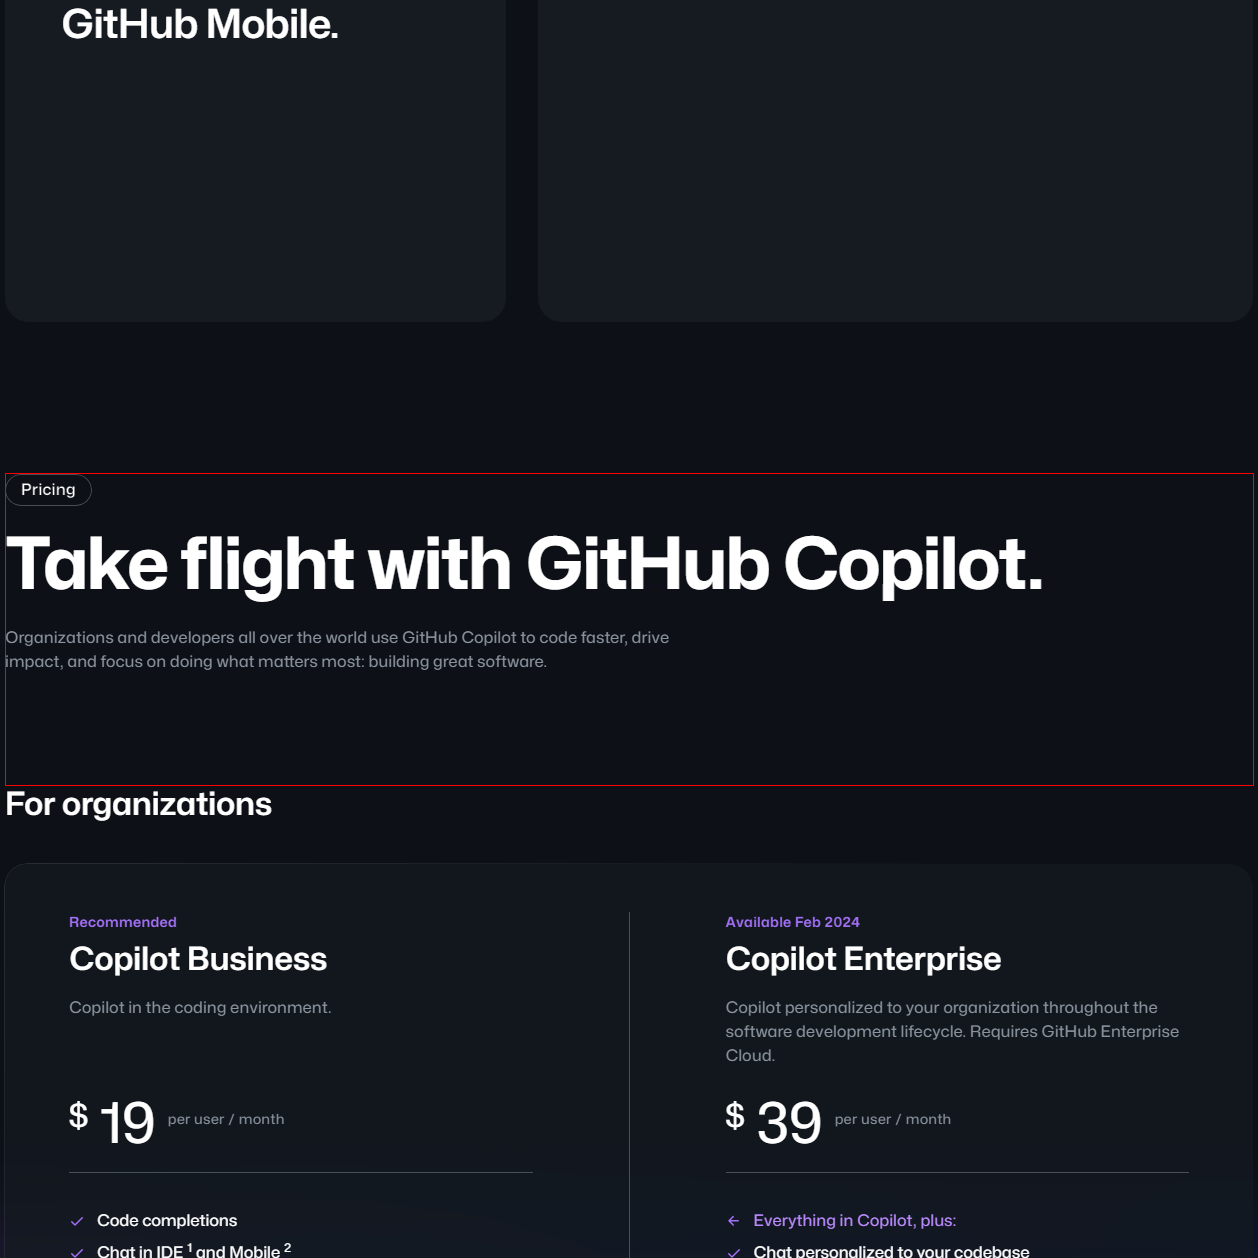 GitHub Mobile.
Pricing
Take flight with GitHub Copilot.
Organizations and developers all over the world use GitHub Copilot to code faster, drive
impact, and focus on doing what matters most: building great software.
For organizations
Recommended
Copilot Business
Copilot in the coding environment.
$ 19 per user / month
Code completions
Chat in IDE 1 and Mobile 2
Available Feb 2024
Copilot Enterprise
Copilot personalized to your organization throughout the
software development lifecycle. Requires GitHub Enterprise
Cloud.
$ 39 per user / month
Everything in Copilot, plus:
Chat personalized to your codebase